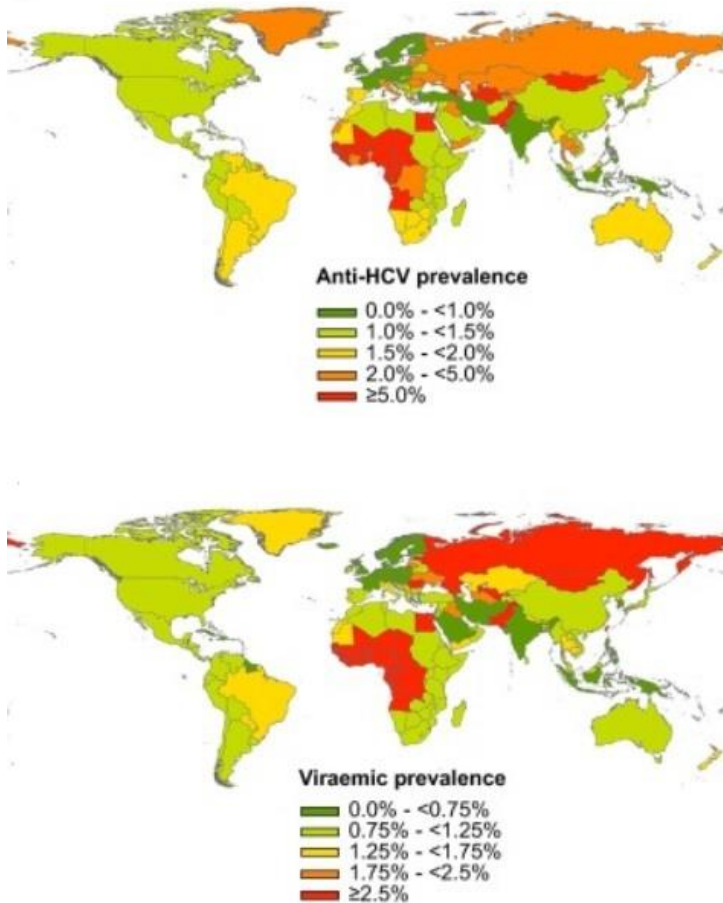 Anti-HCV prevalence
0.0% - <1.0%
1.0% - <1.5%
1.5% - <2.0%
2.0% - <5.0%
≥5.0%
Viraemic prevalence
0.0% - <0.75%
0.75% - <1.25%
1.25% - <1.75%
1.75% - <2.5%
≥2.5%